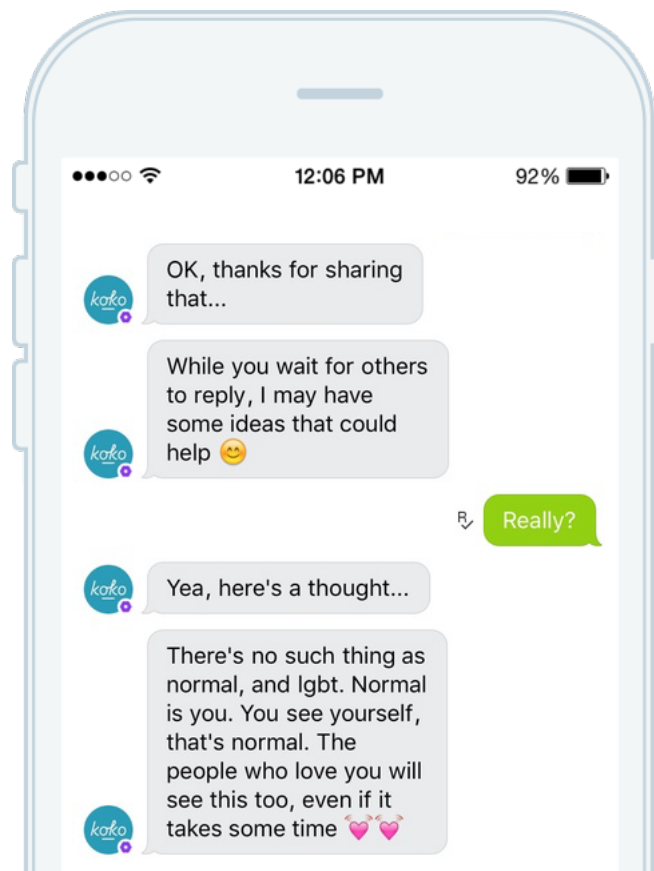 12:06 PM 92%
OK, thanks for sharing
that...
koko
While you wait for others
to reply, I may have
some ideas that could
help 😊
koko
R Really?
koko
Yea, here's a thought...
There's no such thing as
normal, and lgbt. Normal
is you. You see yourself,
that's normal. The
people who love you will
see this too, even if it
takes some time 💓💓
koko